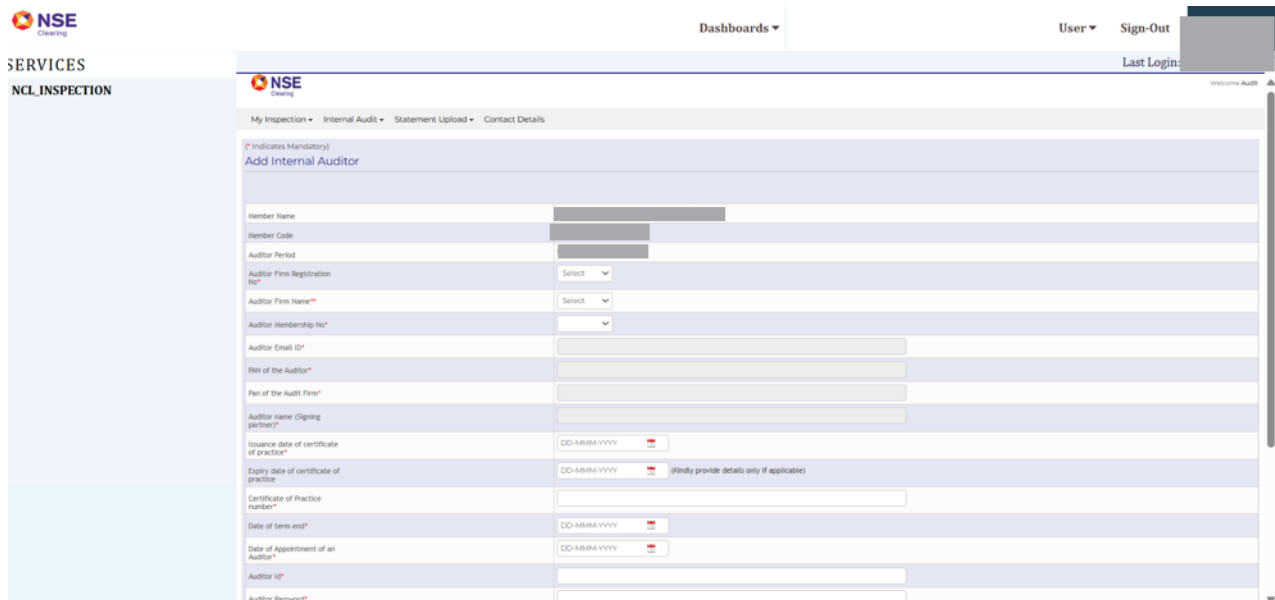 NSE
Clearing
Dashboards
User
Sign-Out
SERVICES
Last Login:
NCL_INSPECTION
NSE
Clearing
Welcome Audit
My Inspection Internal Audit Statement Upload Contact Details
(* Indicates Mandatory)
Add Internal Auditor
Member Name
Member Code
Auditor Period
Auditor Firm Registration
No*
Select
Auditor Firm Name**
Select
Auditor Membership No*
Auditor Email ID*
PAN of the Auditor*
Pan of the Audit Firm*
Auditor name (Signing
partner)*
Issuance date of certificate
of practice*
DD-MMM-YYYY
Expiry date of certificate of
practice
DD-MMM-YYYY (Kindly provide details only if applicable)
Certificate of Practice
number*
Date of term end*
DD-MMM-YYYY
Date of Appointment of an
Auditor*
DD-MMM-YYYY
Auditor Id*
Auditor Password*